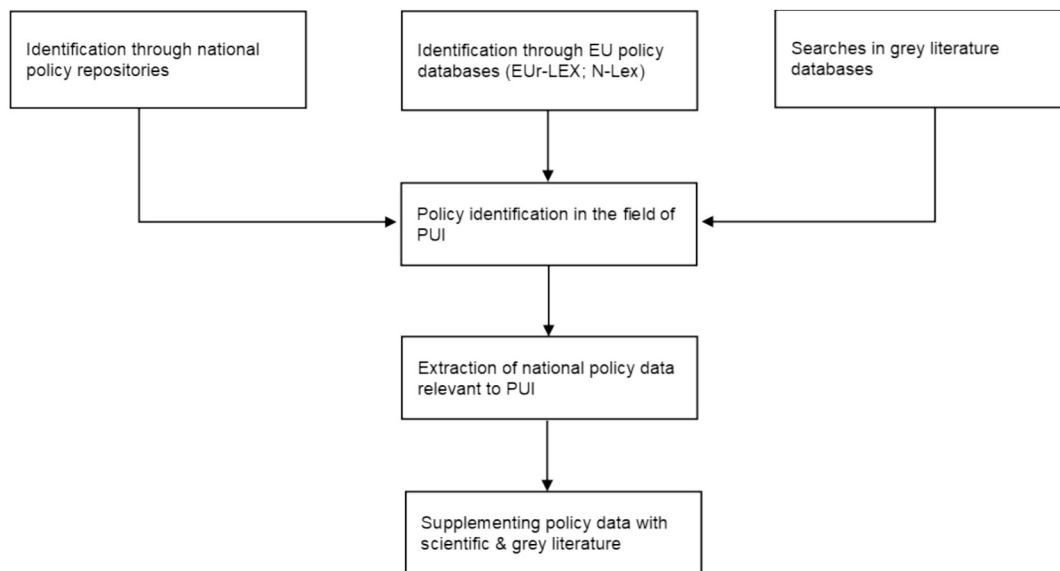 Identification through national
policy repositories
Identification through EU policy
databases (EUr-LEX; N-Lex)
Searches in grey literature
databases
Policy identification in the field of
PUI
Extraction of national policy data
relevant to PUI
Supplementing policy data with
scientific & grey literature